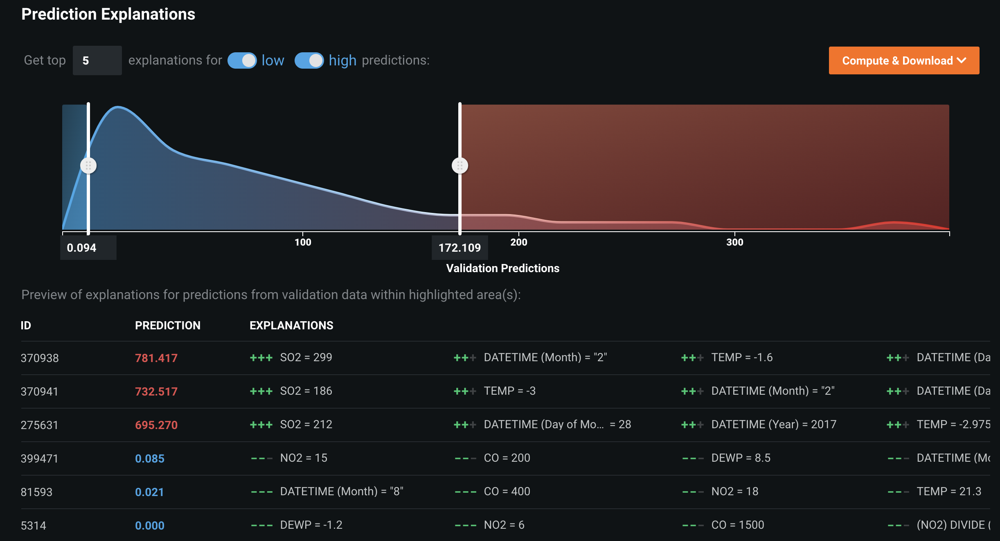 Prediction Explanations
Get top 5 explanations for low high predictions:
Compute & Download
100 200 300
0.094 172.109
Validation Predictions
Preview of explanations for predictions from validation data within highlighted area(s):
ID PREDICTION EXPLANATIONS
370938 781.417 +++ SO2 = 299 +++ DATETIME (Month) = "2" +++ TEMP = -1.6 +++ DATETIME (Da
370941 732.517 +++ SO2 = 186 +++ TEMP = -3 +++ DATETIME (Month) = "2" +++ DATETIME (Da
275631 695.270 +++ SO2 = 212 +++ DATETIME (Day of Mo... = 28 +++ DATETIME (Year) = 2017 +++ TEMP = -2.975
399471 0.085 --- NO2 = 15 --- CO = 200 --- DEWP = 8.5 --- DATETIME (Mo
81593 0.021 --- DATETIME (Month) = "8" --- CO = 400 --- NO2 = 18 --- TEMP = 21.3
5314 0.000 --- DEWP = -1.2 --- NO2 = 6 --- CO = 1500 --- (NO2) DIVIDE (